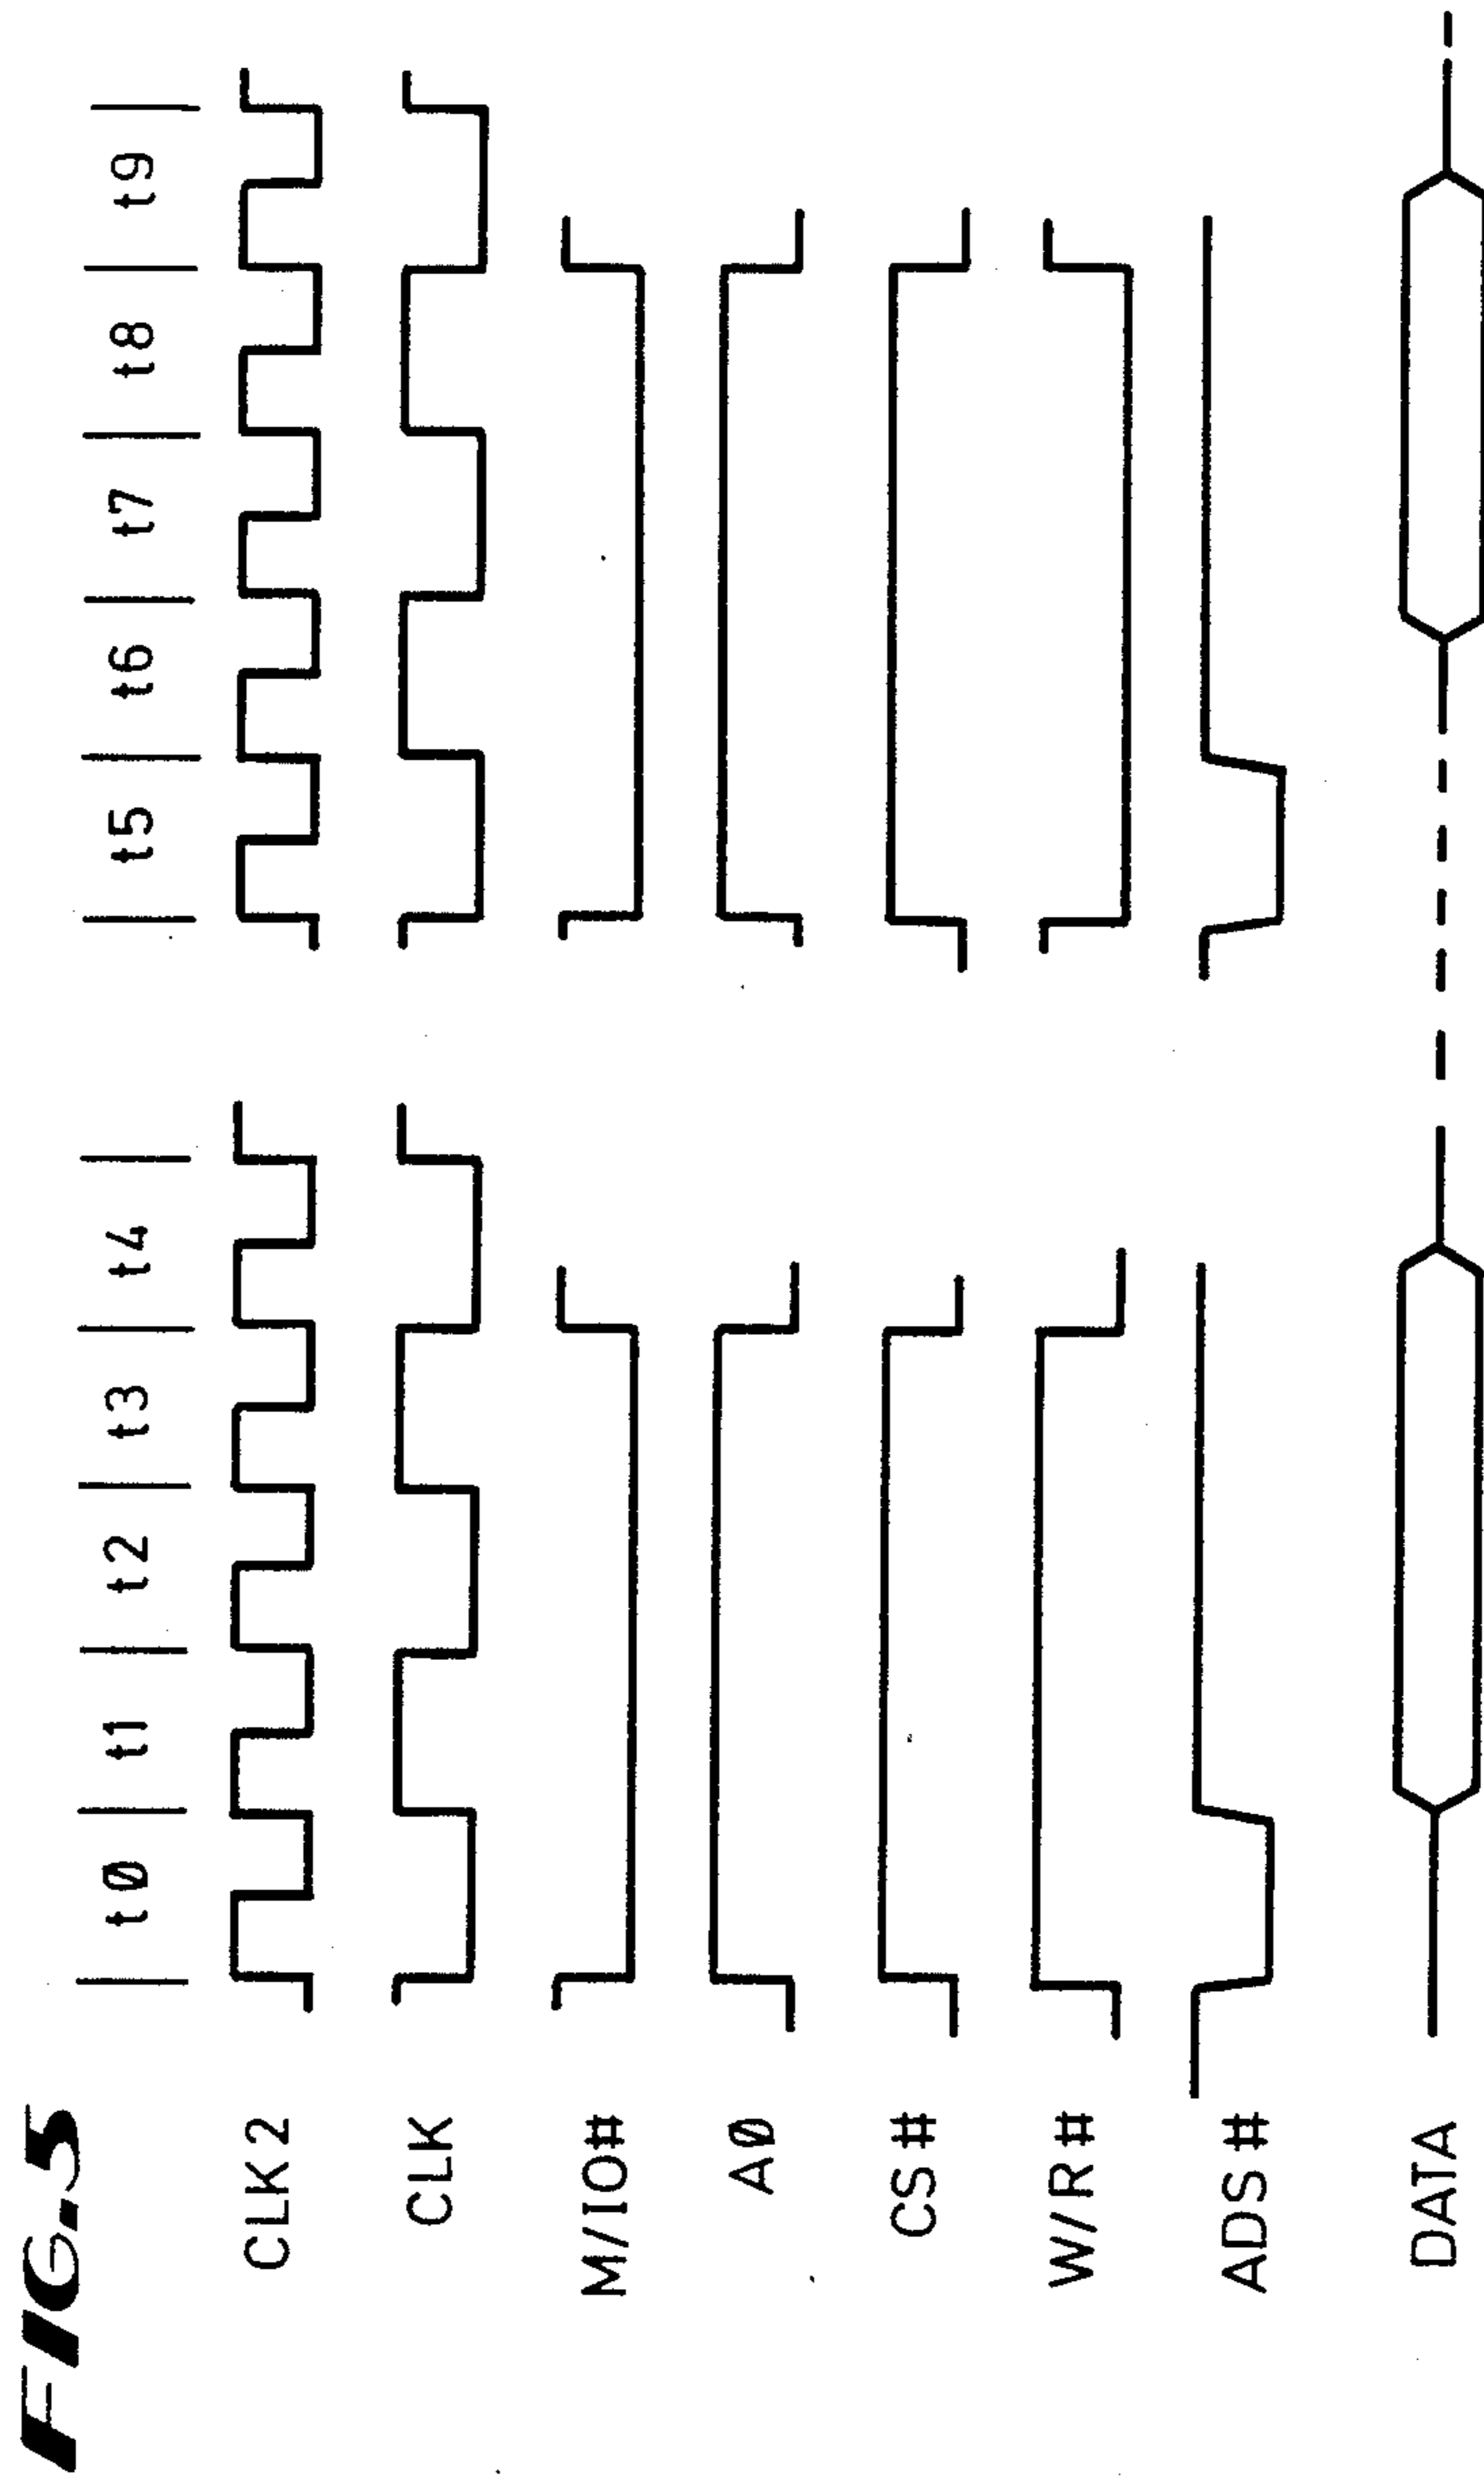 FIG.5
t0 t1 t2 t3 t4 t5 t6 t7 t8 t9
CLK2
CLK
M/IO#
A0
CS#
W/R#
ADS#
DATA